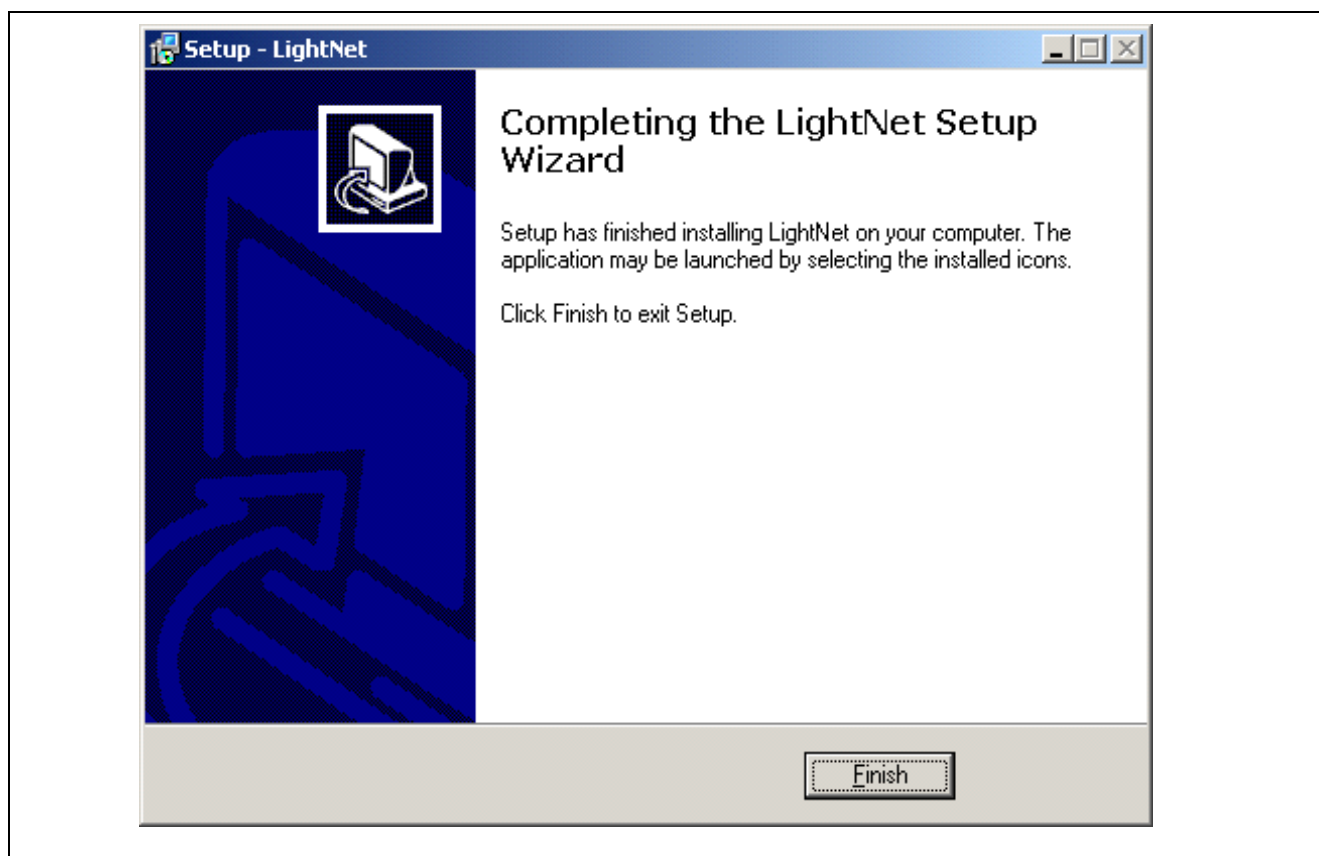 Setup - LightNet
Completing the LightNet Setup
Wizard
Setup has finished installing LightNet on your computer. The
application may be launched by selecting the installed icons.
Click Finish to exit Setup.
Finish